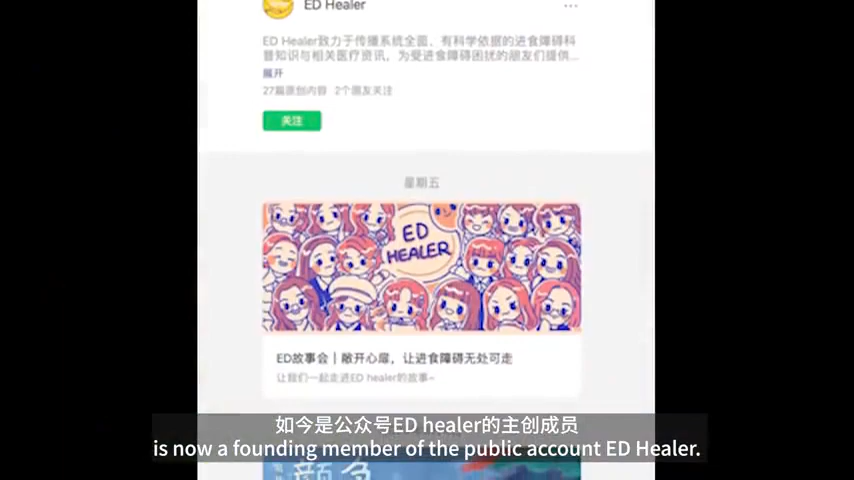 ED Healer
ED Healer致力于传播系统全面、有科学依据的进食障碍科
普知识与相关医疗资讯，为受进食障碍困扰的朋友们提供...
展开
27篇原创内容 2个朋友关注
关注
星期五
ED
HEALER
ED故事会｜敞开心扉，让进食障碍无处可走
让我们一起走进ED healer的故事~
如今是公众号ED healer的主创成员
is now a founding member of the public account ED Healer.